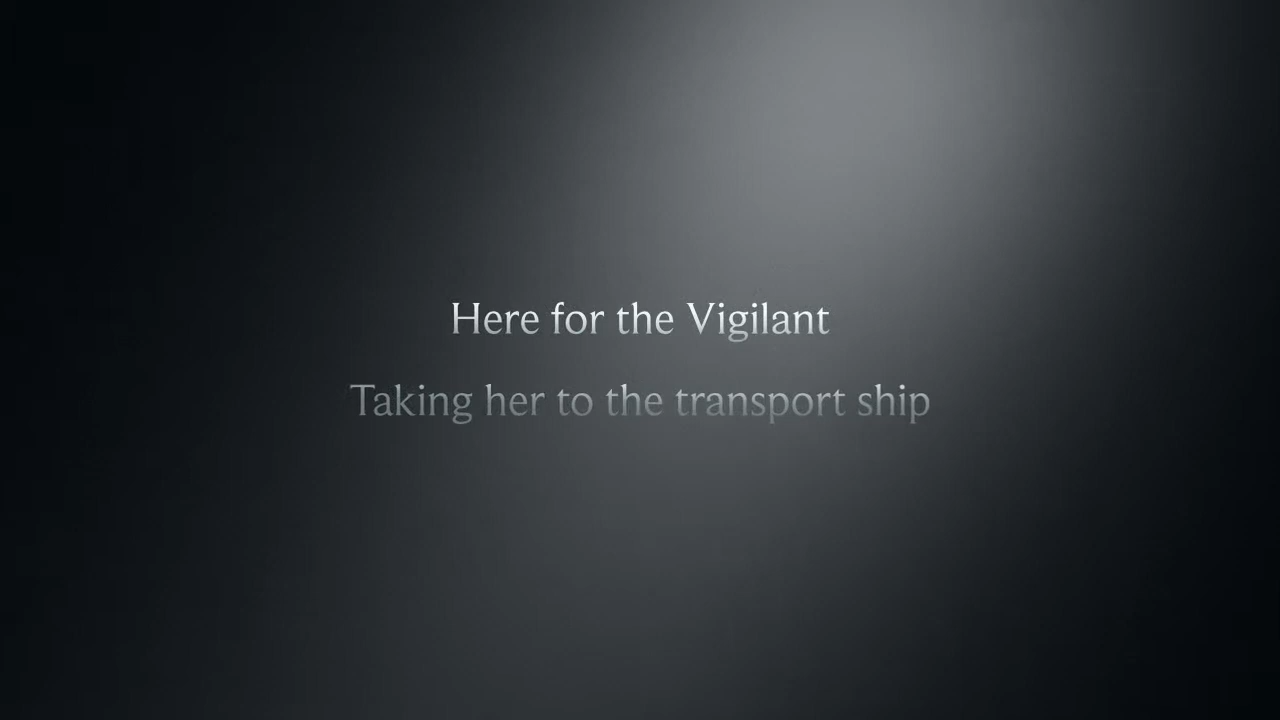 Here for the Vigilant
Taking her to the transport ship